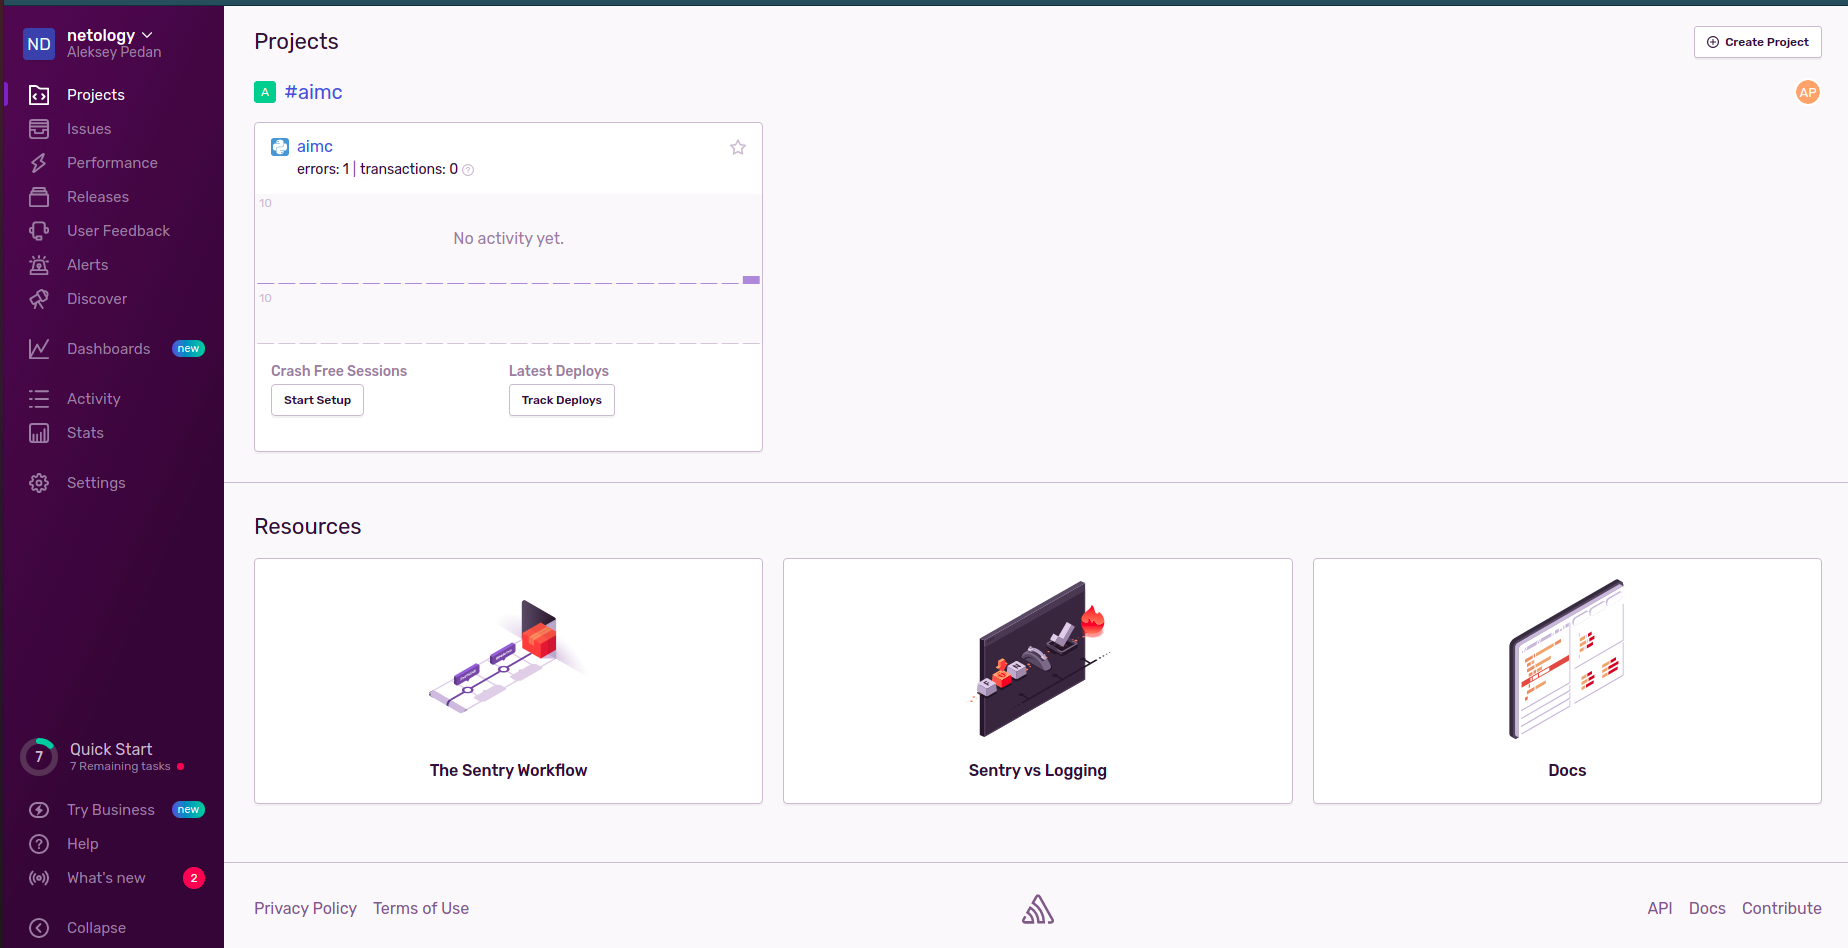 ND
netology
Aleksey Pedan
Projects
Issues
Performance
Releases
User Feedback
Alerts
Discover
Dashboards new
Activity
Stats
Settings
7
Quick Start
7 Remaining tasks
Try Business new
Help
What's new 2
Collapse
Projects
Create Project
A #aimc
AP
aimc
errors: 1 | transactions: 0 ?
10
No activity yet.
10
Crash Free Sessions
Latest Deploys
Start Setup
Track Deploys
Resources
The Sentry Workflow
Sentry vs Logging
Docs
Privacy Policy Terms of Use
API Docs Contribute